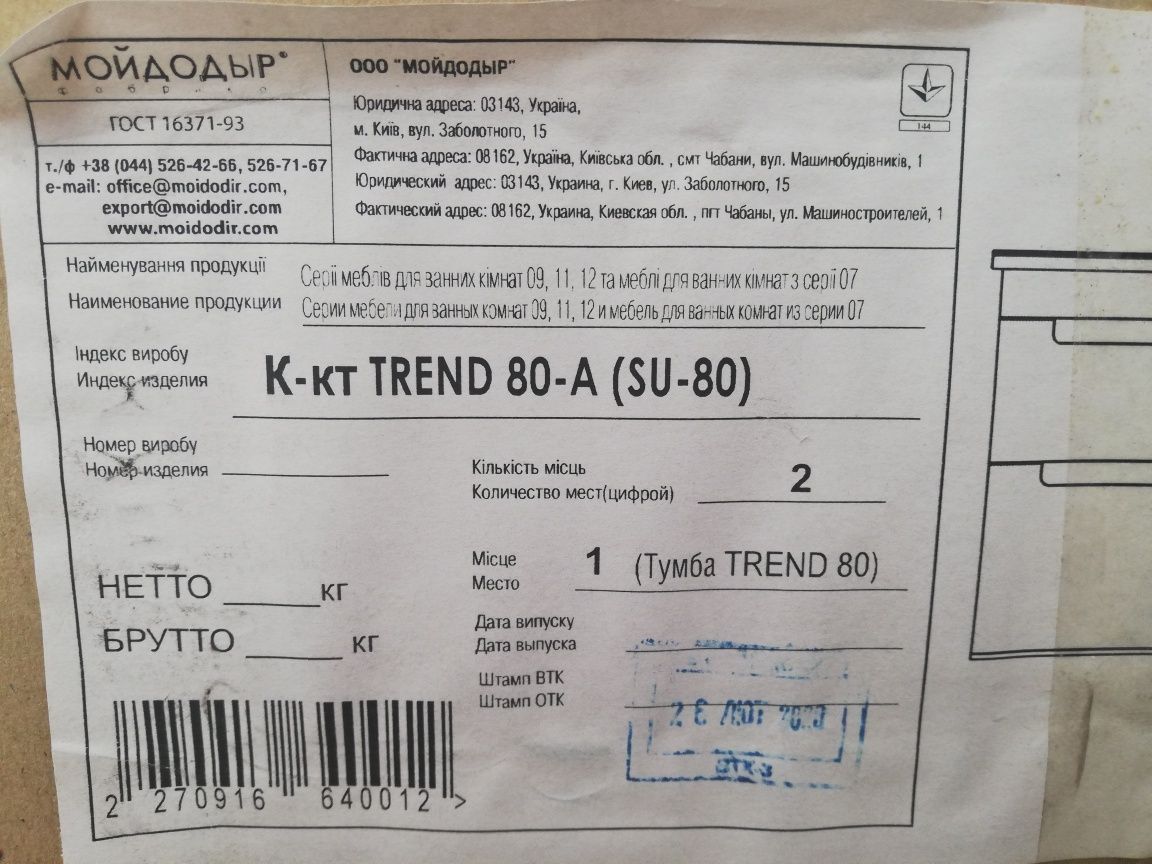 МОЙДОДЫР®
фабрика
ГОСТ 16371-93
т./ф +38 (044) 526-42-66, 526-71-67
e-mail: office@moidodir.com,
export@moidodir.com
www.moidodir.com
ООО "МОЙДОДЫР"
Юридична адреса: 03143, Україна,
м. Київ, вул. Заболотного, 15
Фактична адреса: 08162, Україна, Київська обл. , смт Чабани, вул. Машинобудівників, 1
Юридический адрес: 03143, Украина, г. Киев, ул. Заболотного, 15
Фактический адрес: 08162, Украина, Киевская обл. , пгт Чабаны, ул. Машиностроителей, 1
144
Найменування продукції
Серії меблів для ванних кімнат 09, 11, 12 та меблі для ванних кімнат з серії 07
Наименование продукции
Серии мебели для ванных комнат 09, 11, 12 и мебель для ванных комнат из серии 07
Індекс виробу
Индекс изделия
К-кт TREND 80-A (SU-80)
Номер виробу
Номер изделия
Кількість місць
Количество мест(цифрой)
2
Місце
Место
1 (Тумба TREND 80)
НЕТТО кг
БРУТТО кг
Дата випуску
Дата выпуска
Штамп ВТК
Штамп ОТК
ЛЮТ
2 270916 640012 >